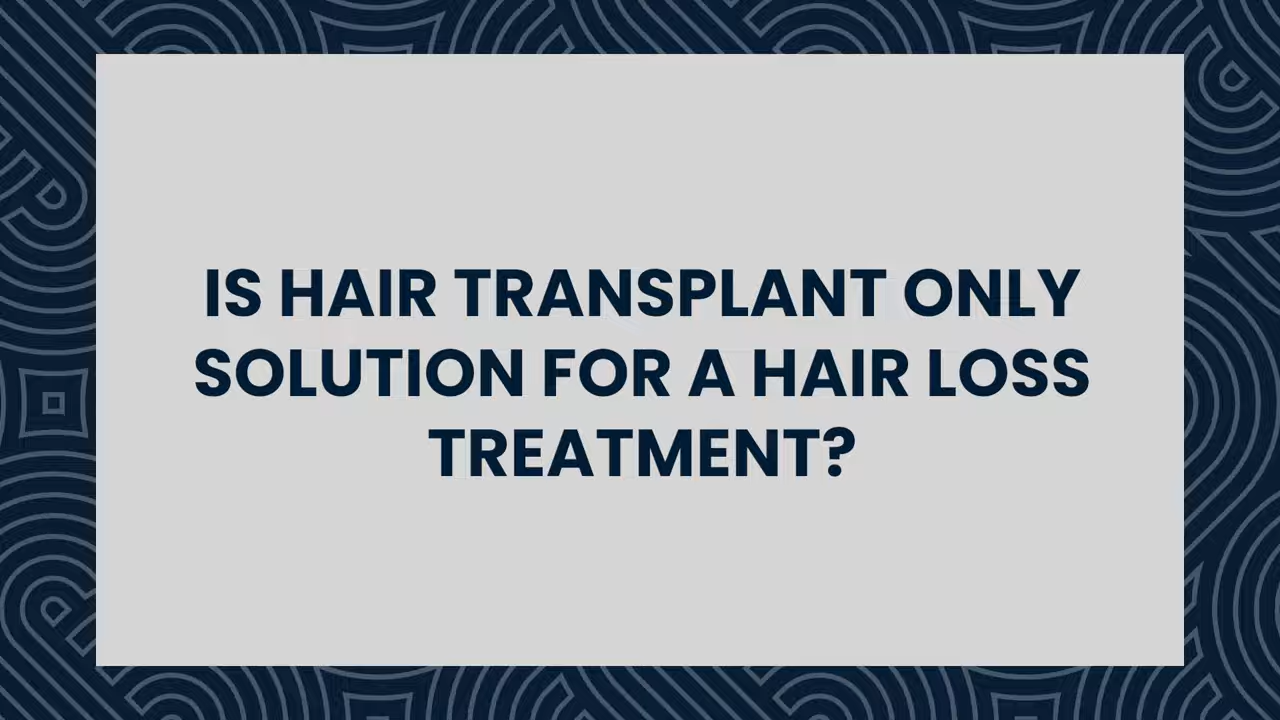 IS HAIR TRANSPLANT ONLY
SOLUTION FOR A HAIR LOSS
TREATMENT?